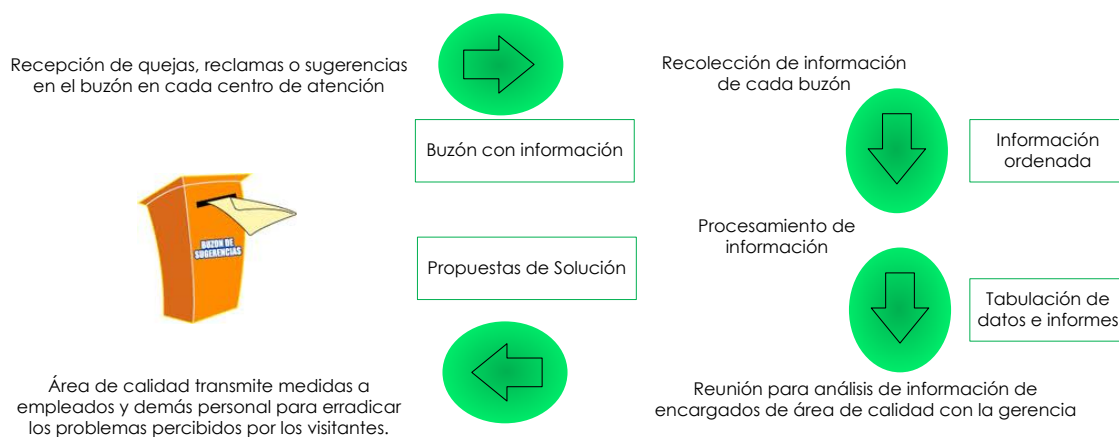 Recepción de quejas, reclamas o sugerencias
en el buzón en cada centro de atención
Buzón con información
Recolección de información
de cada buzón
Información
ordenada
Procesamiento de
información
Tabulación de
datos e informes
Reunión para análisis de información de
encargados de área de calidad con la gerencia
Propuestas de Solución
Área de calidad transmite medidas a
empleados y demás personal para erradicar
los problemas percibidos por los visitantes.
BUZON DE
SUGERENCIAS